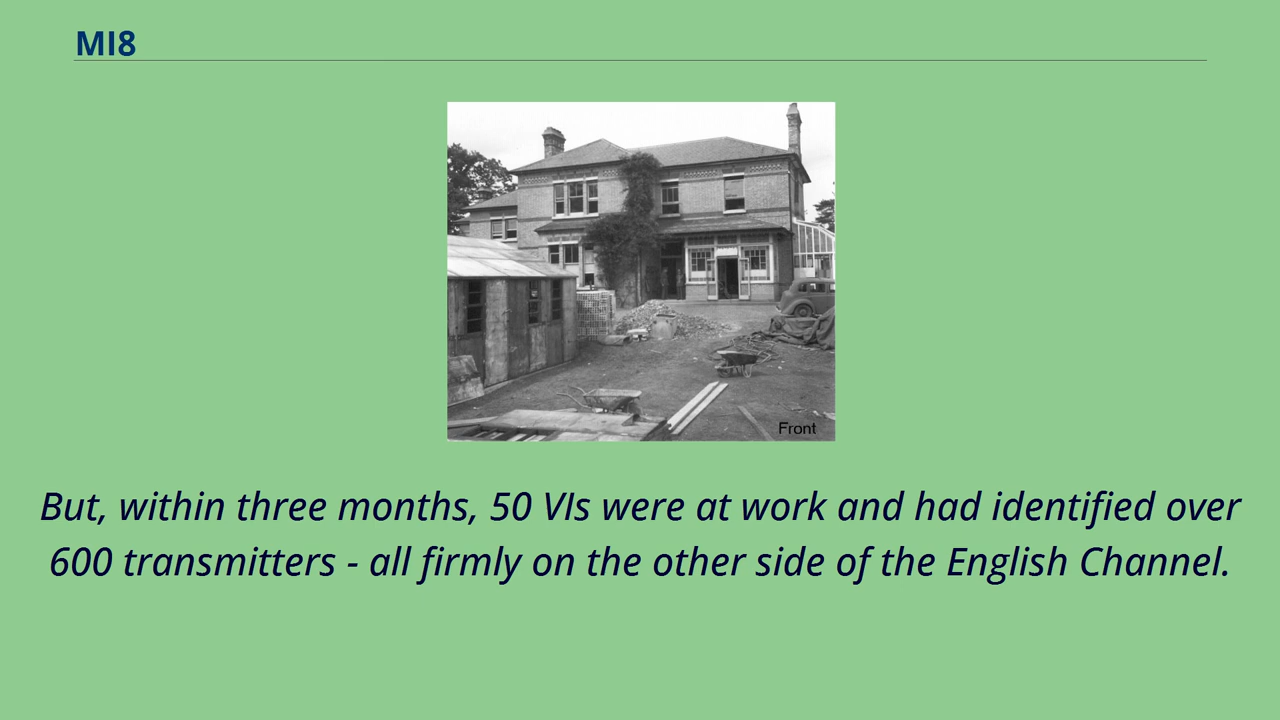 MI8
Front
But, within three months, 50 VIs were at work and had identified over
600 transmitters - all firmly on the other side of the English Channel.